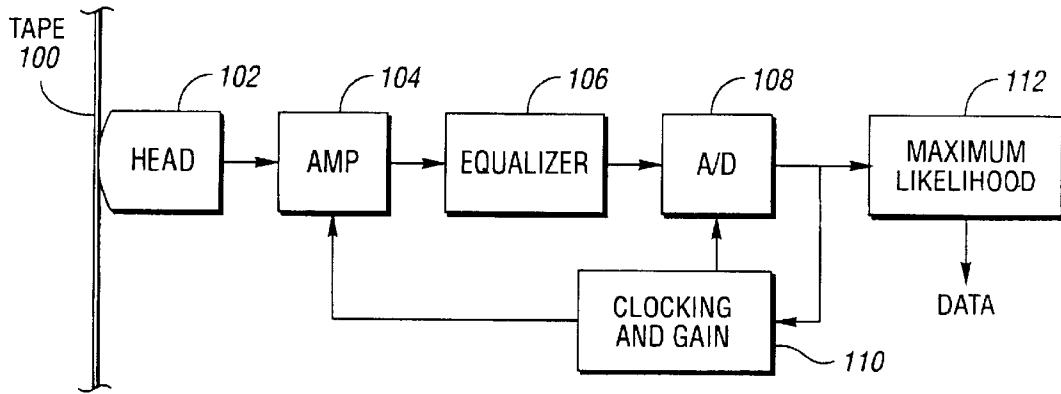 TAPE
100
102
HEAD
104
AMP
106
EQUALIZER
108
A/D
112
MAXIMUM
LIKELIHOOD
CLOCKING
AND GAIN
110
DATA